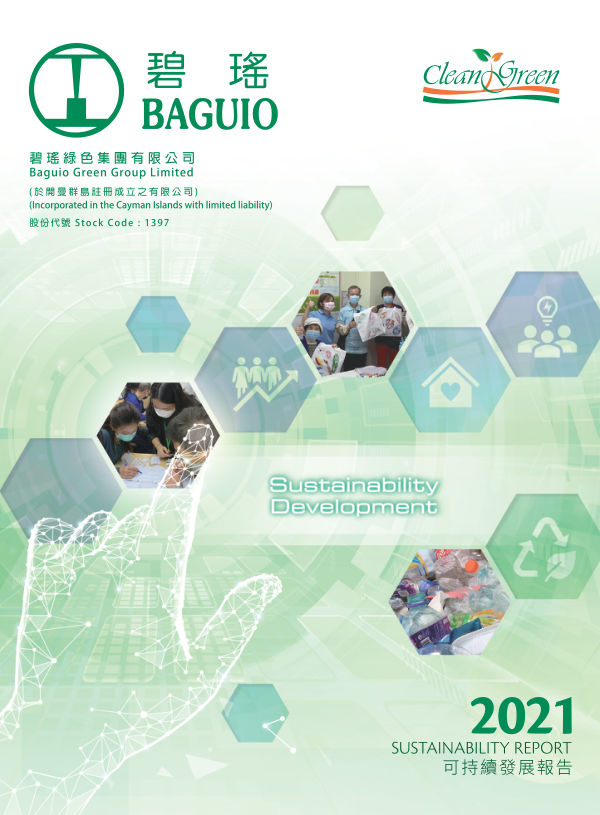 碧瑤
BAGUIO
Clean Green
碧瑤綠色集團有限公司
Baguio Green Group Limited
(於開曼群島註冊成立之有限公司)
(Incorporated in the Cayman Islands with limited liability)
股份代號 Stock Code : 1397
Sustainability
Development
2021
SUSTAINABILITY REPORT
可持續發展報告